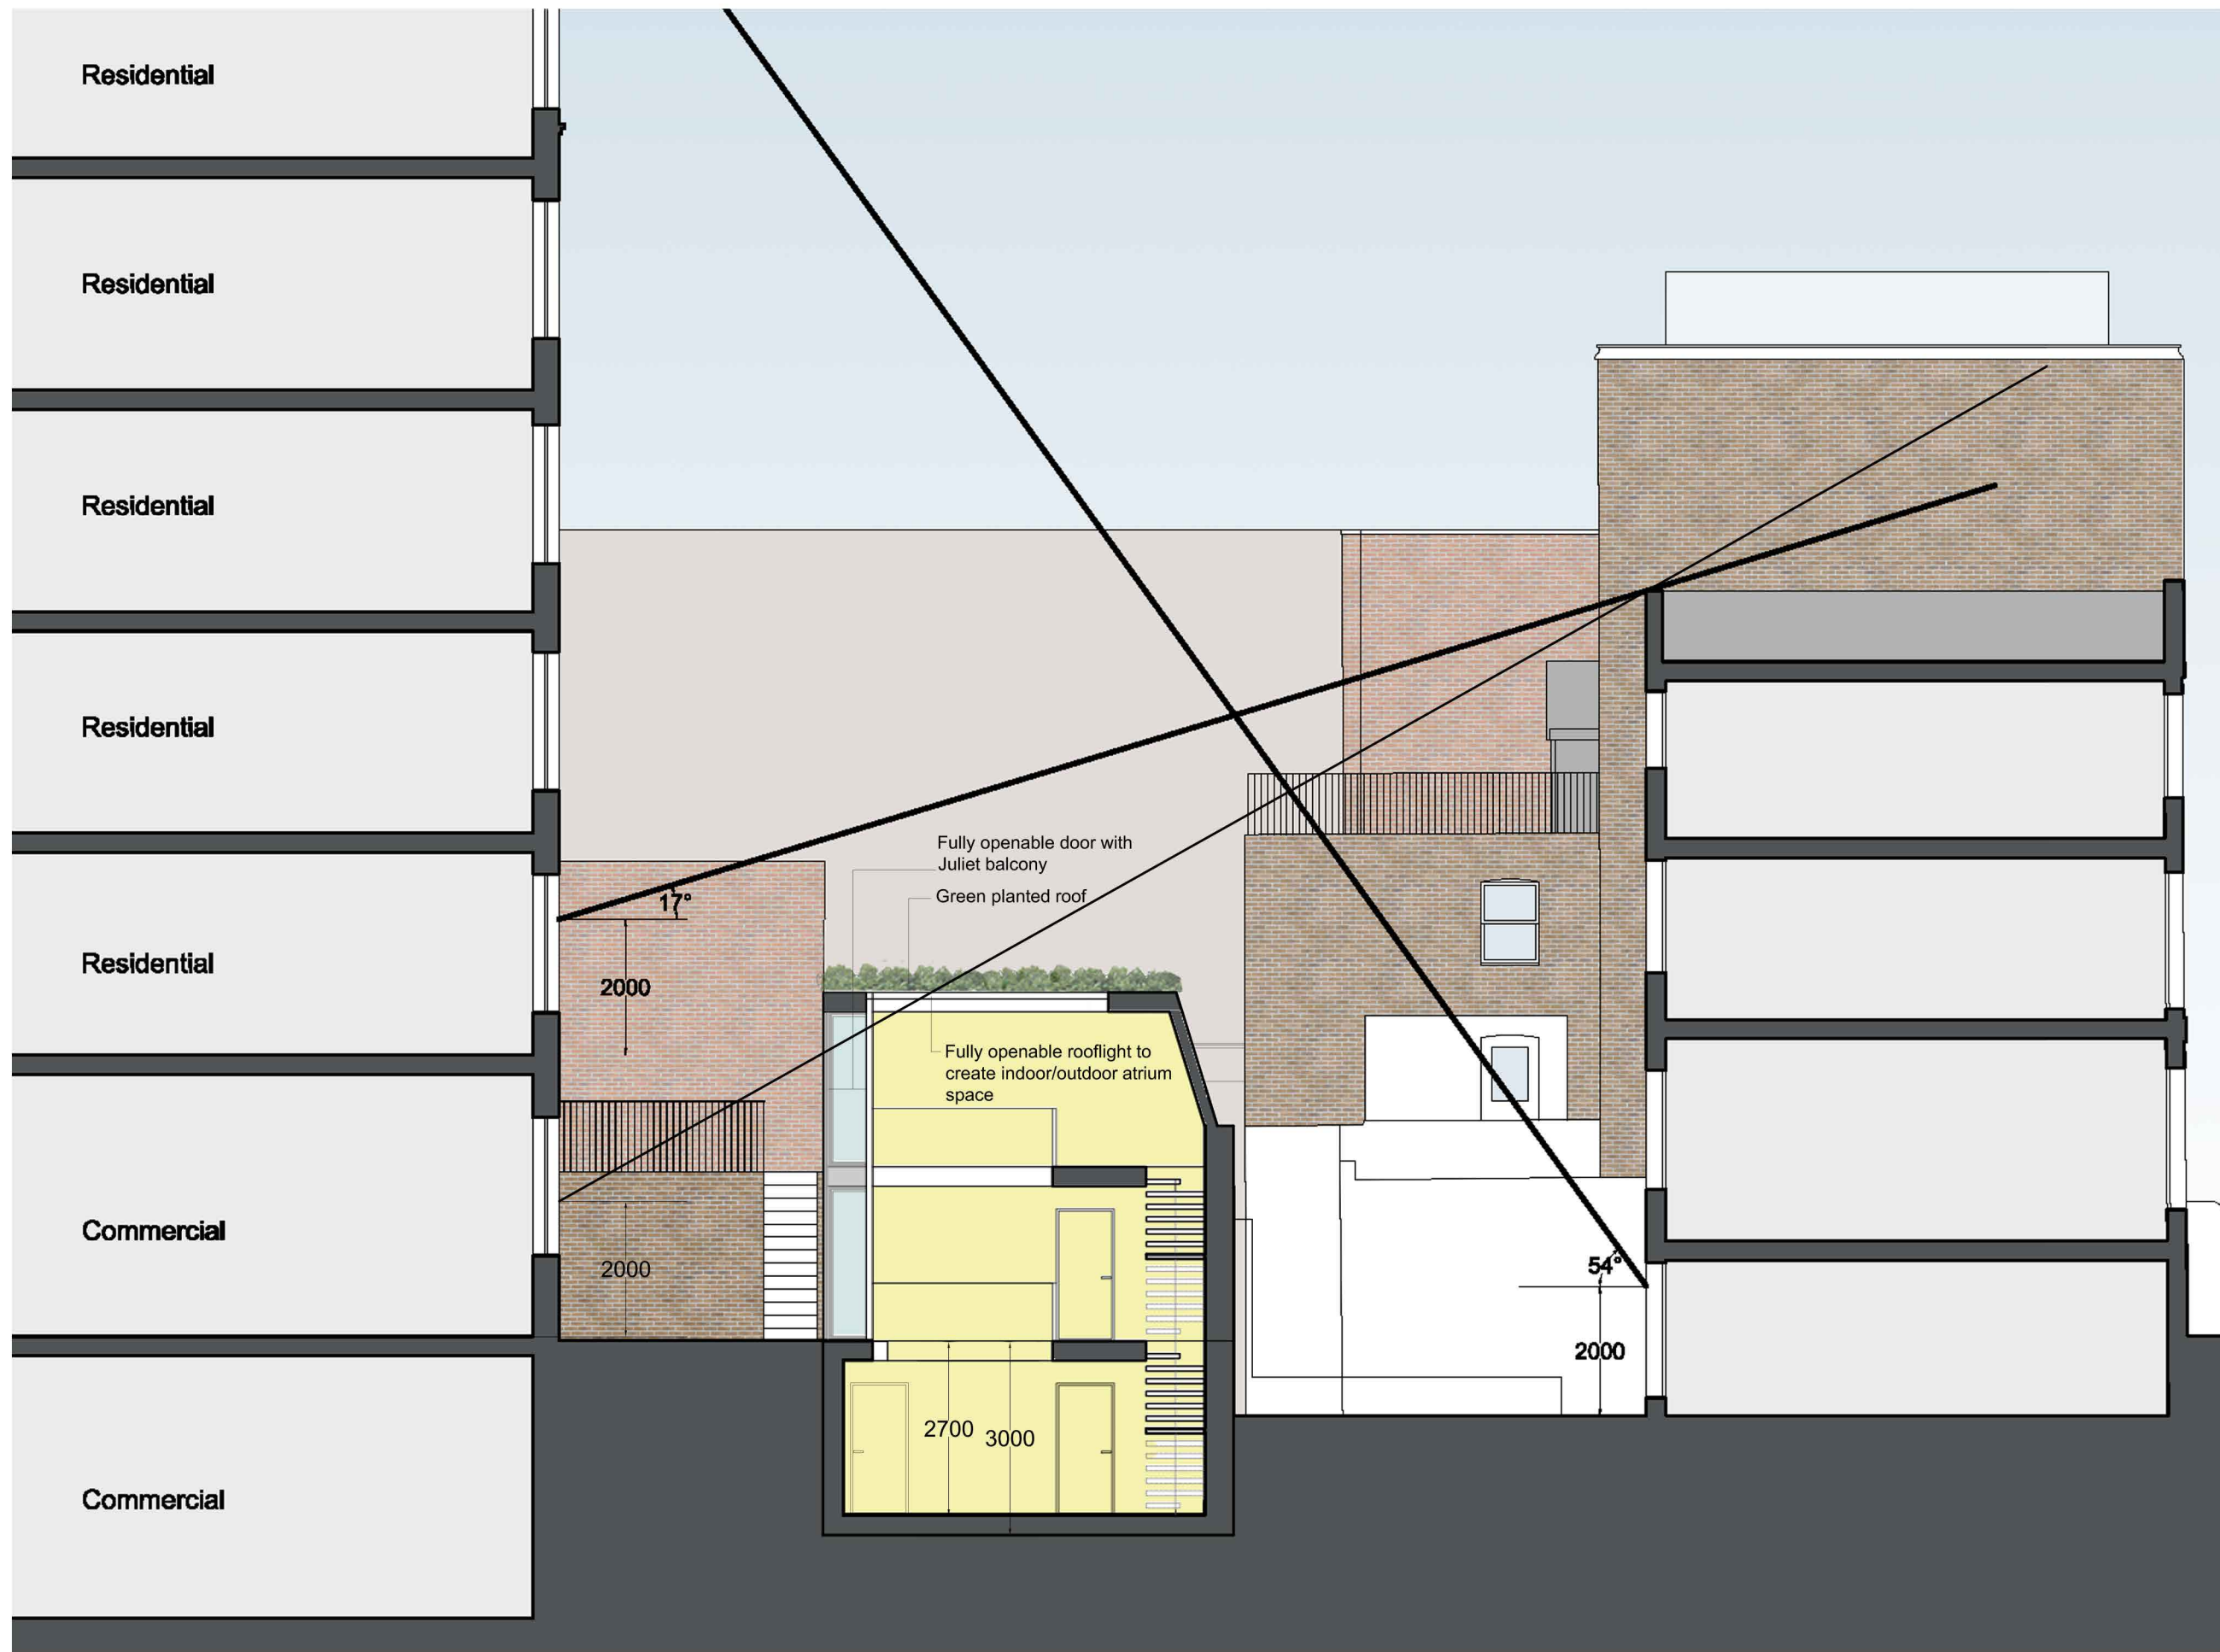 Residential
Residential
Residential
Residential
Fully openable door with
Juliet balcony
Green planted roof
17°
Residential
2000
Fully openable rooflight to
create indoor/outdoor atrium
space
Commercial
2000
54°
2000
2700
3000
Commercial